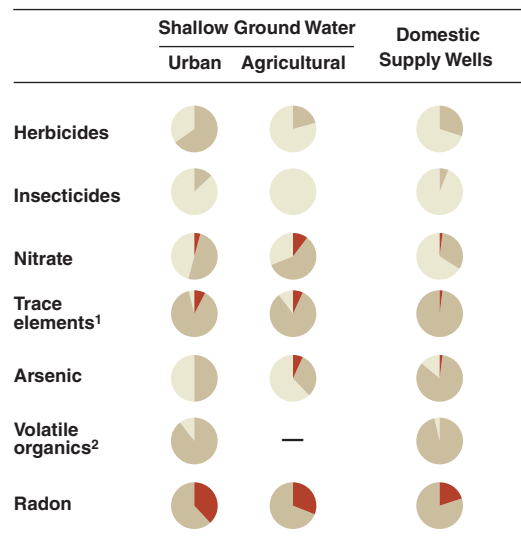 Shallow Ground Water
Domestic
Supply Wells
Urban
Agricultural
Herbicides
Insecticides
Nitrate
Trace
elements¹
Arsenic
Volatile
organics²
—
Radon